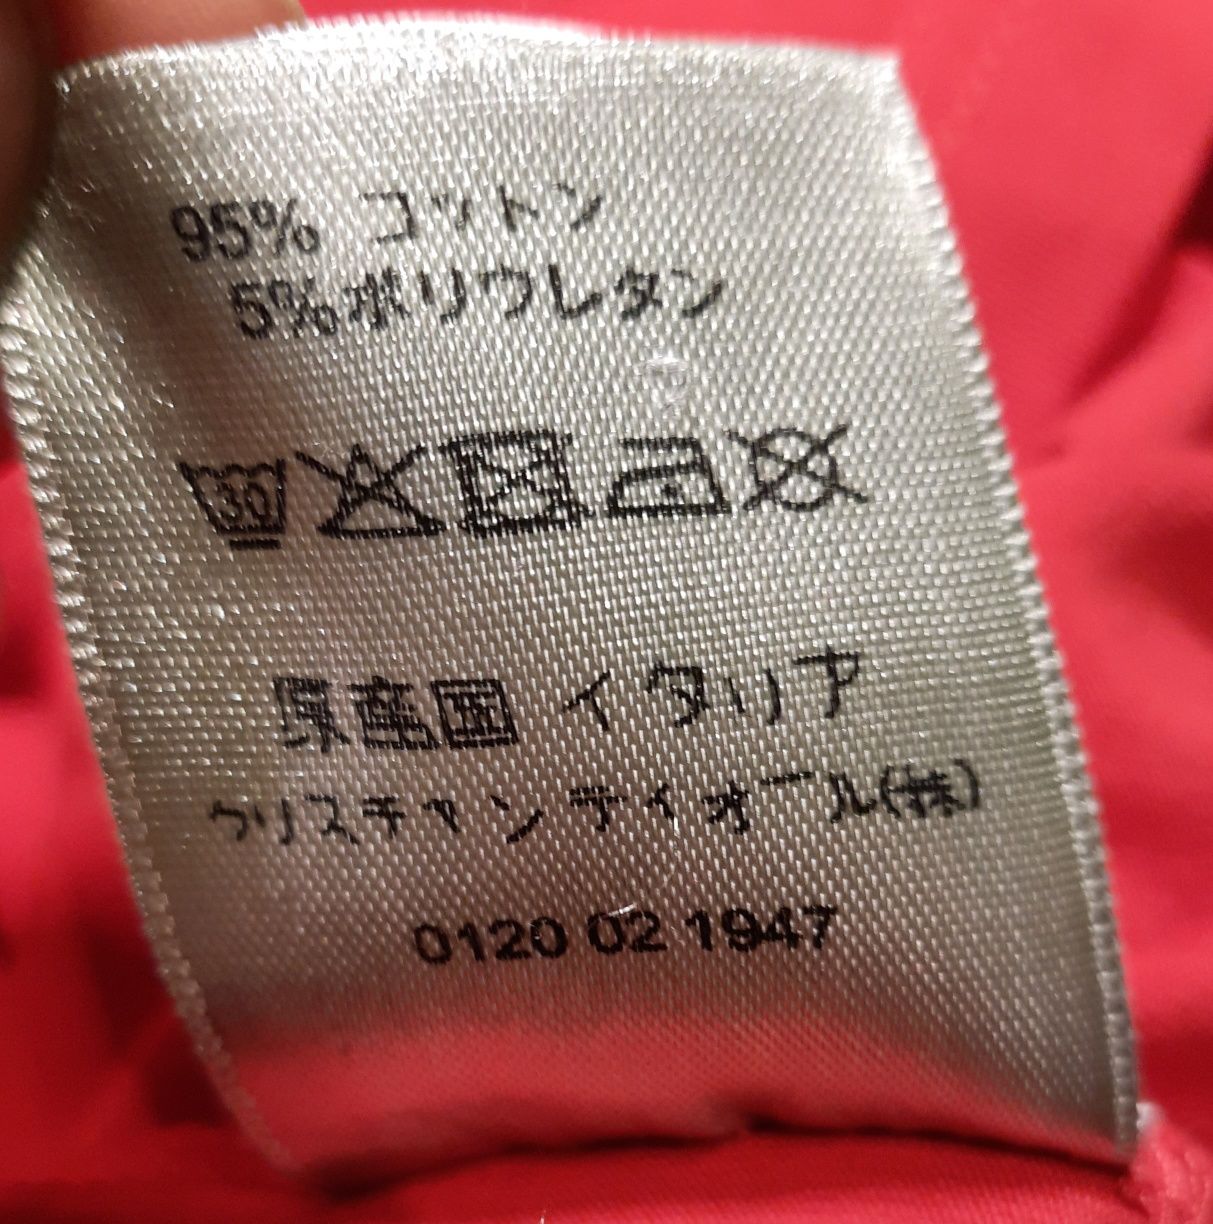 95% コットン
5%ポリウレタン
30
原産国 イタリア
クリスチャン ディオール(株)
0120 02 1947